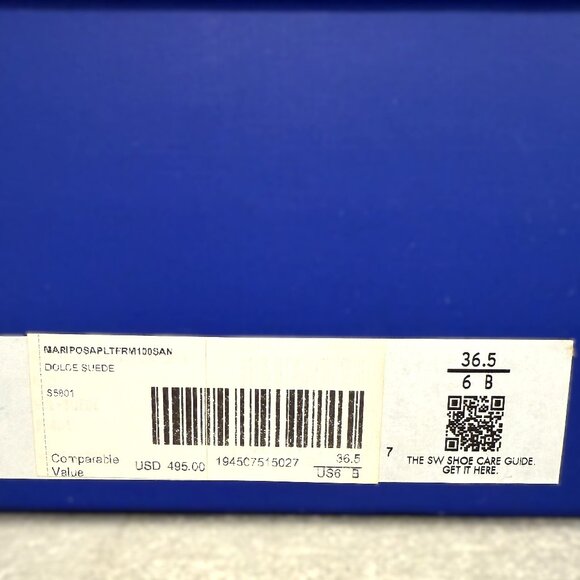 MARIPOSAPLTFRM100SAN
DOLCE SUEDE
S5801
Comparable Value
USD 495.00
194507515027
36.5
US6 B
7
36.5
6 B
THE SW SHOE CARE GUIDE.
GET IT HERE.